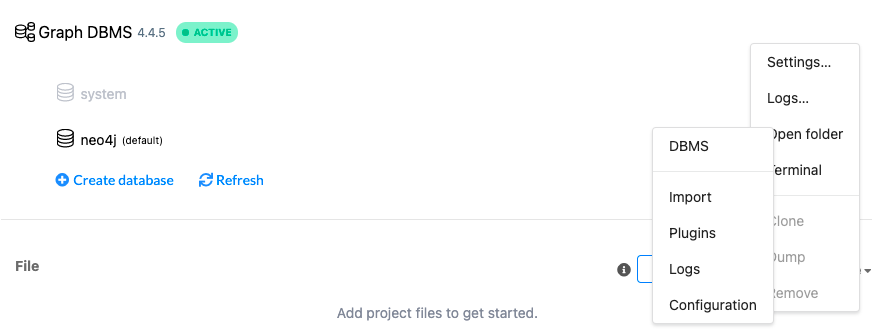 Graph DBMS 4.4.5 ACTIVE
system
neo4j (default)
Create database Refresh
Settings...
Logs...
Open folder
Terminal
Clone
Dump
Remove
DBMS
Import
Plugins
Logs
Configuration
File
Add project files to get started.